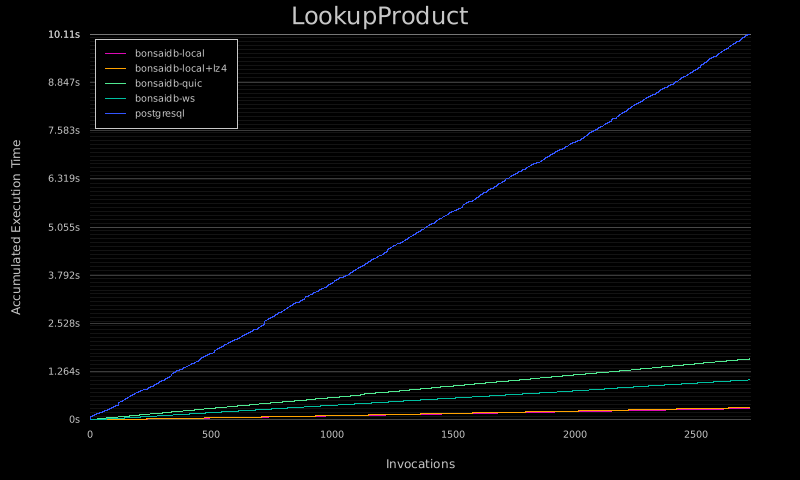 LookupProduct
10.11s
8.847s
7.583s
6.319s
5.055s
3.792s
2.528s
1.264s
0s
Accumulated Execution Time
bonsaidb-local
bonsaidb-local+lz4
bonsaidb-quic
bonsaidb-ws
postgresql
0 500 1000 1500 2000 2500
Invocations